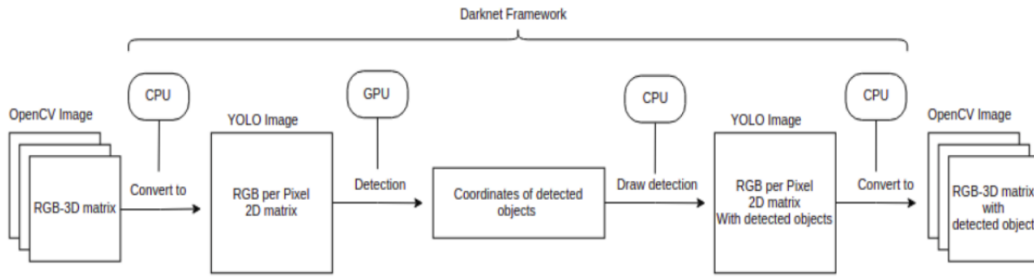 Darknet Framework
CPU
GPU
CPU
CPU
OpenCV Image
YOLO Image
YOLO Image
OpenCV Image
RGB-3D matrix
Convert to
RGB per Pixel
2D matrix
Detection
Coordinates of detected
objects
Draw detection
RGB per Pixel
2D matrix
With detected objects
Convert to
RGB-3D matrix
with
detected object